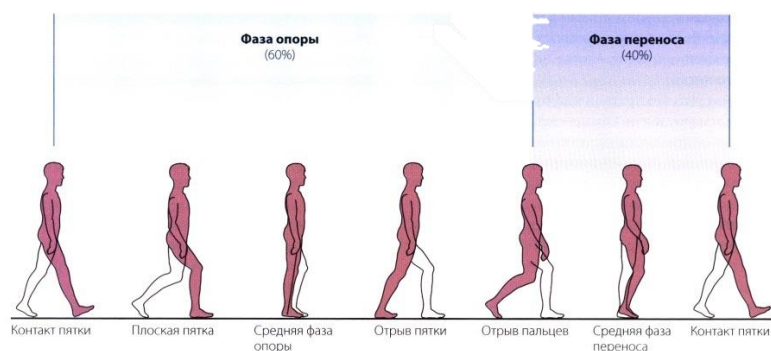 Фаза опоры
(60%)
Фаза переноса
(40%)
Контакт пятки
Плоская пятка
Средняя фаза
опоры
Отрыв пятки
Отрыв пальцев
Средняя фаза
переноса
Контакт пятки